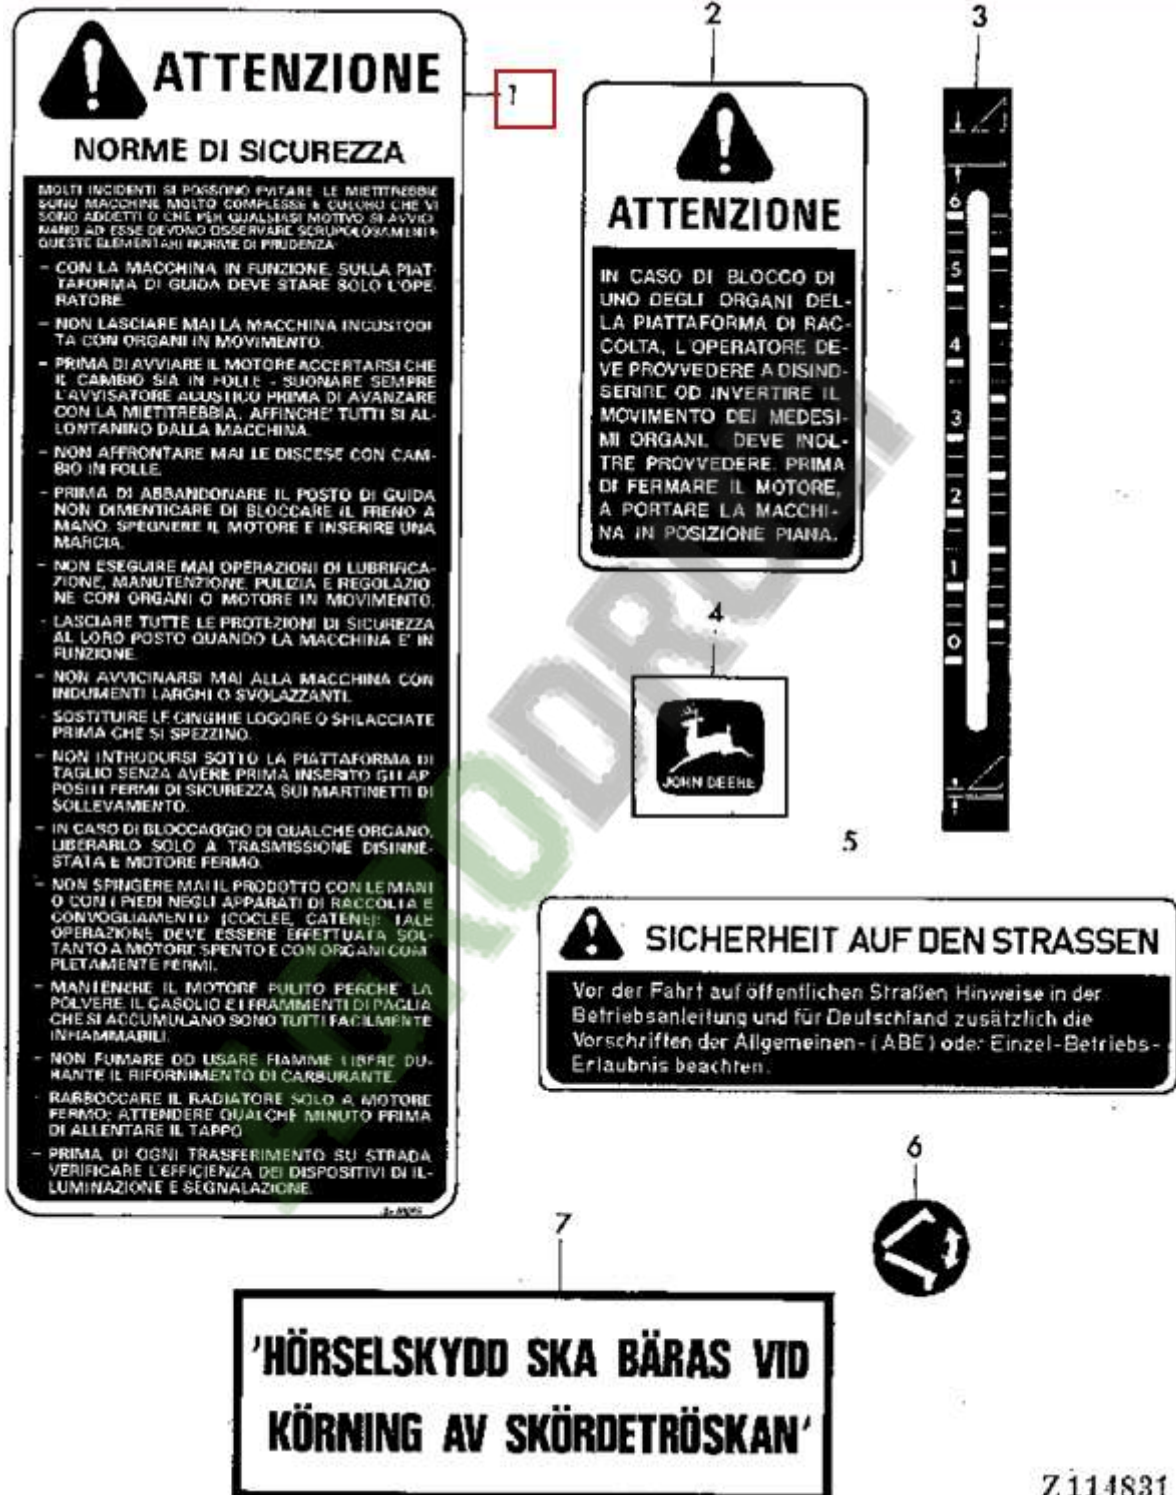 ATTENZIONE
1
NORME DI SICUREZZA
MOLTI INCIDENTI SI POSSONO EVITARE LE MIETITREBBIE
SONO MACCHINE MOLTO COMPLESSE E COLORO CHE VI
SONO ADDETTI O CHE PER QUALSIASI MOTIVO SI AVVICI
NANO AD ESSE DEVONO OSSERVARE SCRUPOLOSAMENTE
QUESTE ELEMENTARI NORME DI PRUDENZA
– CON LA MACCHINA IN FUNZIONE, SULLA PIAT
TAFORMA DI GUIDA DEVE STARE SOLO L'OPE
RATORE.
– NON LASCIARE MAI LA MACCHINA INCUSTODI
TA CON ORGANI IN MOVIMENTO.
– PRIMA DI AVVIARE IL MOTORE ACCERTARSI CHE
IL CAMBIO SIA IN FOLLE - SUONARE SEMPRE
L'AVVISATORE ACUSTICO PRIMA DI AVANZARE
CON LA MIETITREBBIA, AFFINCHE' TUTTI SI AL-
LONTANINO DALLA MACCHINA.
– NON AFFRONTARE MAI LE DISCESE CON CAM-
BIO IN FOLLE.
– PRIMA DI ABBANDONARE IL POSTO DI GUIDA
NON DIMENTICARE DI BLOCCARE IL FRENO A
MANO, SPEGNERE IL MOTORE E INSERIRE UNA
MARCIA.
– NON ESEGUIRE MAI OPERAZIONI DI LUBRIFICA-
ZIONE, MANUTENZIONE, PULIZIA E REGOLAZIO
NE CON ORGANI O MOTORE IN MOVIMENTO.
– LASCIARE TUTTE LE PROTEZIONI DI SICUREZZA
AL LORO POSTO QUANDO LA MACCHINA E' IN
FUNZIONE.
– NON AVVICINARSI MAI ALLA MACCHINA CON
INDUMENTI LARGHI O SVOLAZZANTI.
- SOSTITUIRE LE CINGHIE LOGORE O SFILACCIATE
PRIMA CHE SI SPEZZINO.
– NON INTRODURSI SOTTO LA PIATTAFORMA DI
TAGLIO SENZA AVERE PRIMA INSERITO GLI AP
POSITI FERMI DI SICUREZZA SUI MARTINETTI DI
SOLLEVAMENTO.
– IN CASO DI BLOCCAGGIO DI QUALCHE ORGANO,
LIBERARLO SOLO A TRASMISSIONE DISINNE-
STATA E MOTORE FERMO.
– NON SPINGERE MAI IL PRODOTTO CON LE MANI
O CON I PIEDI NEGLI APPARATI DI RACCOLTA E
CONVOGLIAMENTO (COCLEE, CATENE): TALE
OPERAZIONE DEVE ESSERE EFFETTUATA SOL-
TANTO A MOTORE SPENTO E CON ORGANI COM
PLETAMENTE FERMI.
– MANTENERE IL MOTORE PULITO PERCHE' LA
POLVERE, IL GASOLIO E I FRAMMENTI DI PAGLIA
CHE SI ACCUMULANO SONO TUTTI FACILMENTE
INFIAMMABILI.
– NON FUMARE OD USARE FIAMME LIBERE DU-
RANTE IL RIFORNIMENTO DI CARBURANTE.
- RABBOCCARE IL RADIATORE SOLO A MOTORE
FERMO; ATTENDERE QUALCHE MINUTO PRIMA
DI ALLENTARE IL TAPPO
– PRIMA DI OGNI TRASFERIMENTO SU STRADA
VERIFICARE L'EFFICIENZA DEI DISPOSITIVI DI IL-
LUMINAZIONE E SEGNALAZIONE.
2
ATTENZIONE
IN CASO DI BLOCCO DI
UNO DEGLI ORGANI DEL-
LA PIATTAFORMA DI RAC-
COLTA, L'OPERATORE DE-
VE PROVVEDERE A DISIND-
SERIRE OD INVERTIRE IL
MOVIMENTO DEI MEDESI-
MI ORGANI. DEVE INOL-
TRE PROVVEDERE, PRIMA
DI FERMARE IL MOTORE,
A PORTARE LA MACCHI-
NA IN POSIZIONE PIANA.
3
6
5
4
3
2
1
0
4
JOHN DEERE
5
SICHERHEIT AUF DEN STRASSEN
Vor der Fahrt auf öffentlichen Straßen Hinweise in der
Betriebsanleitung und für Deutschland zusätzlich die
Vorschriften der Allgemeinen- (ABE) oder Einzel-Betriebs-
Erlaubnis beachten.
6
7
'HÖRSELSKYDD SKA BÄRAS VID
KÖRNING AV SKÖRDETRÖSKAN'
Z114831
AGRODRUZI